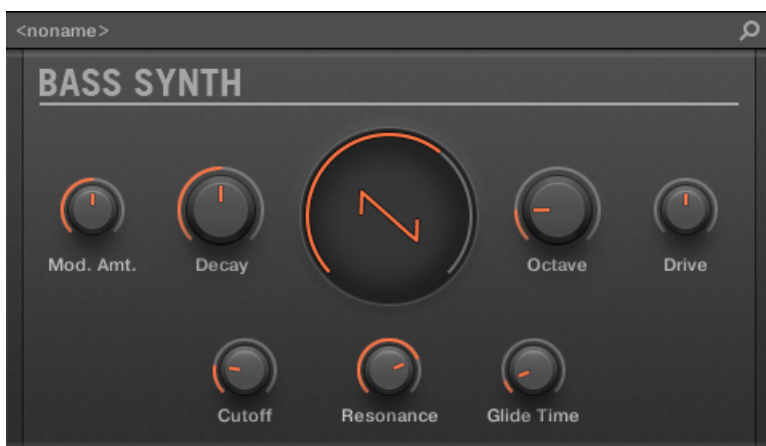 <noname>
BASS SYNTH
Mod. Amt.
Decay
Octave
Drive
Cutoff
Resonance
Glide Time